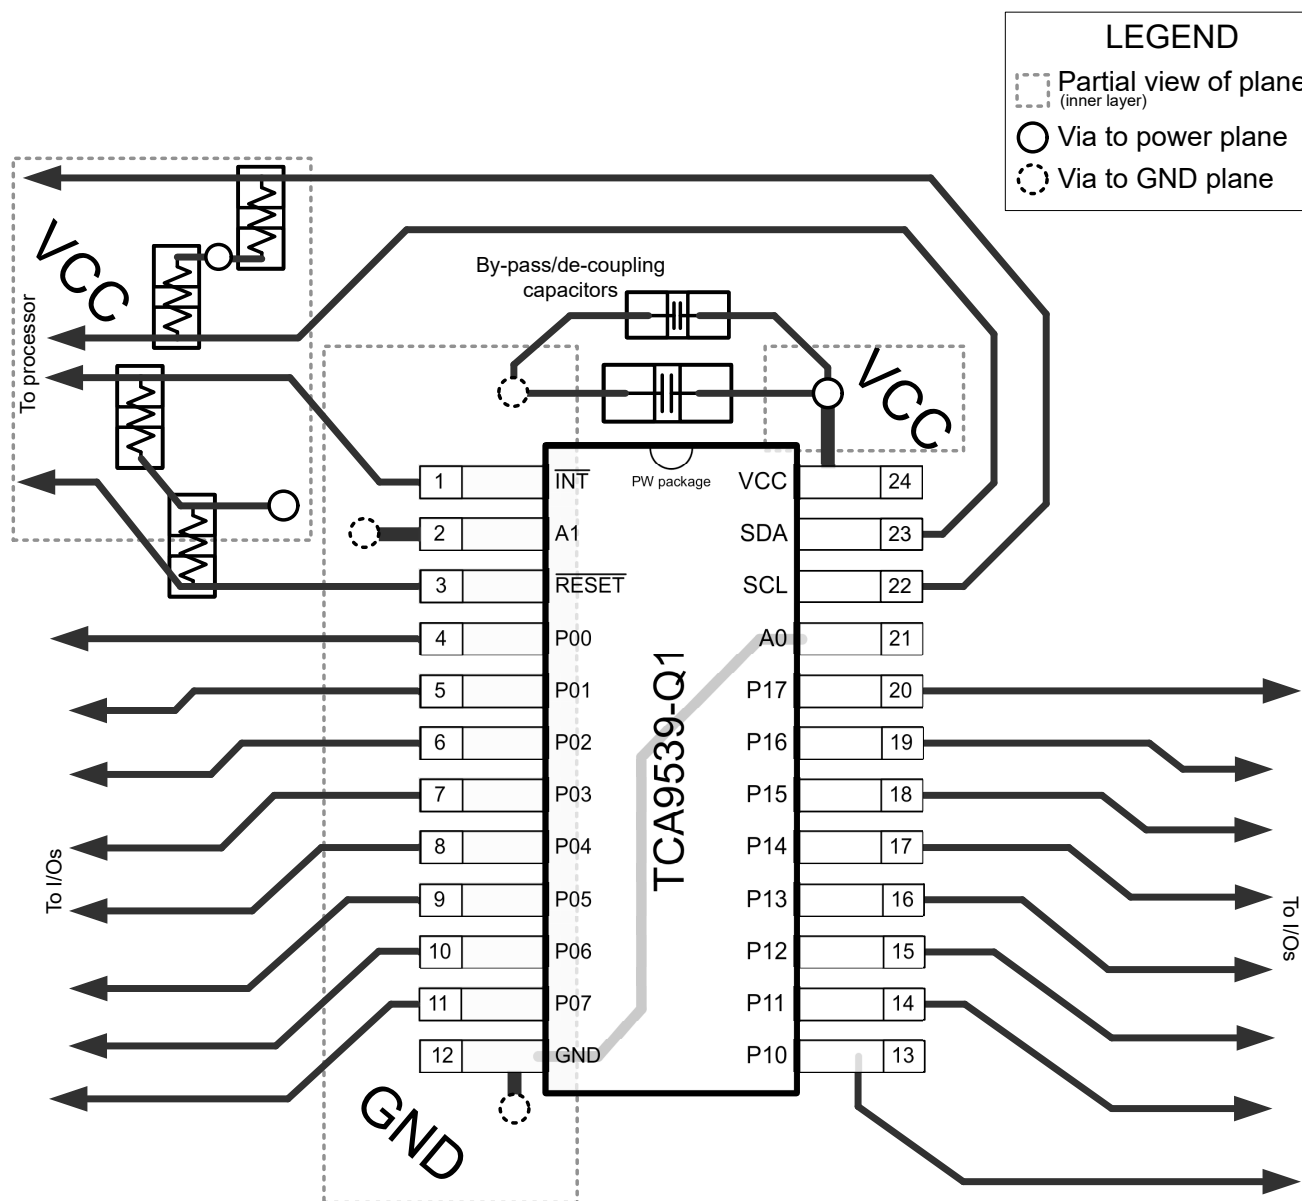 LEGEND
Partial view of plane
(inner layer)
Via to power plane
Via to GND plane
VCC
To processor
By-pass/de-coupling
capacitors
VCC
PW package
1 INT VCC 24
2 A1 SDA 23
3 RESET SCL 22
4 P00 A0 21
5 P01 P17 20
6 P02 P16 19
7 P03 P15 18
8 P04 P14 17
9 P05 P13 16
10 P06 P12 15
11 P07 P11 14
12 GND P10 13
TCA9539-Q1
To I/Os
To I/Os
GND